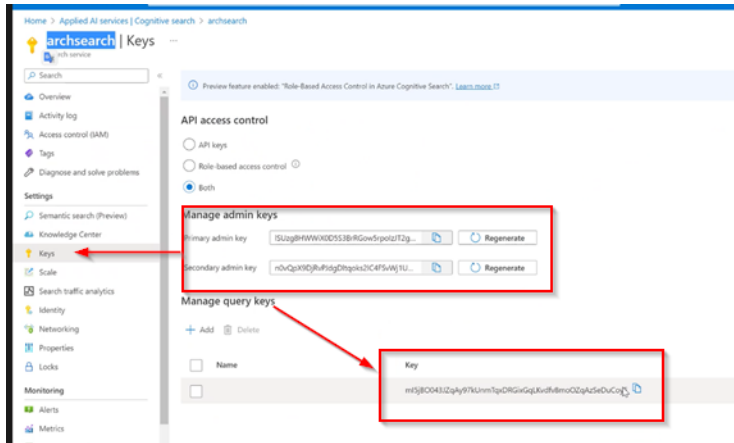 Home > Applied AI services | Cognitive search > archsearch
archsearch | Keys ...
rch service
Search «
Overview
Activity log
Access control (IAM)
Tags
Diagnose and solve problems
Settings
Semantic search (Preview)
Knowledge Center
Keys
Scale
Search traffic analytics
Identity
Networking
Properties
Locks
Monitoring
Alerts
Metrics
Preview feature enabled: "Role-Based Access Control in Azure Cognitive Search". Learn more
API access control
API keys
Role-based access control
Both
Manage admin keys
Primary admin key
Regenerate
Secondary admin key
Regenerate
Manage query keys
+ Add Delete
Name Key